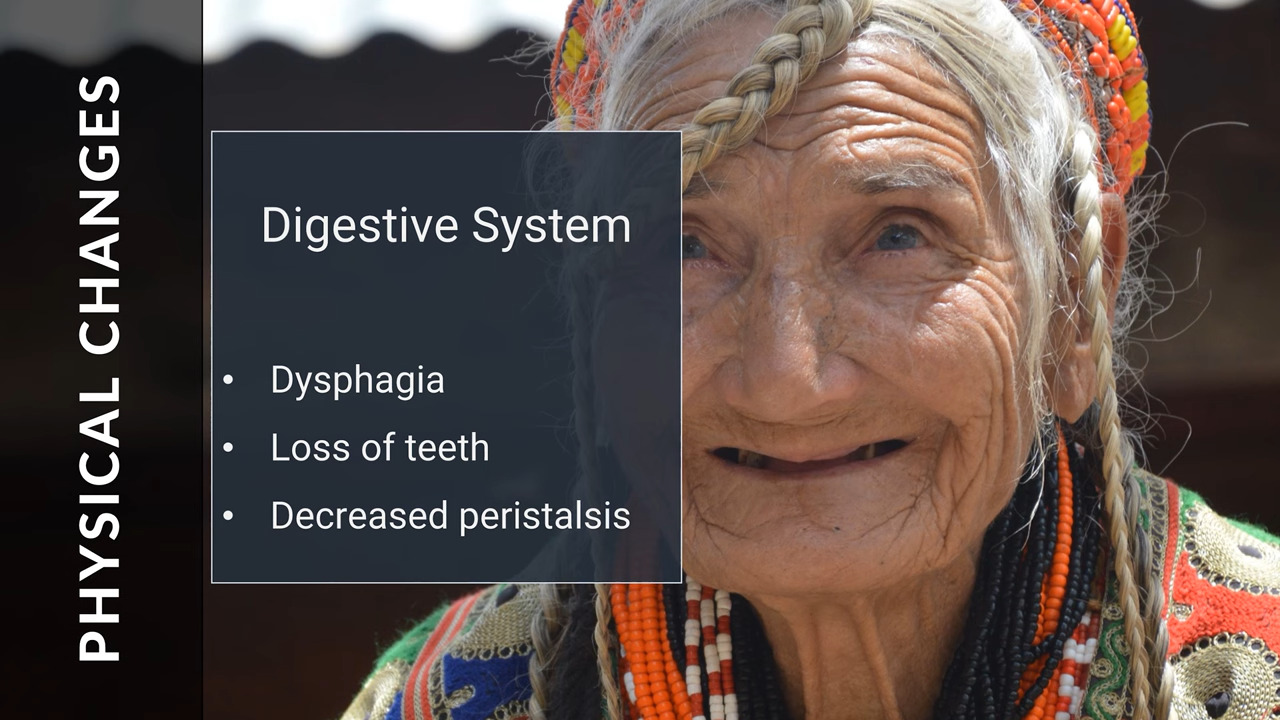 PHYSICAL CHANGES
Digestive System
• Dysphagia
• Loss of teeth
• Decreased peristalsis